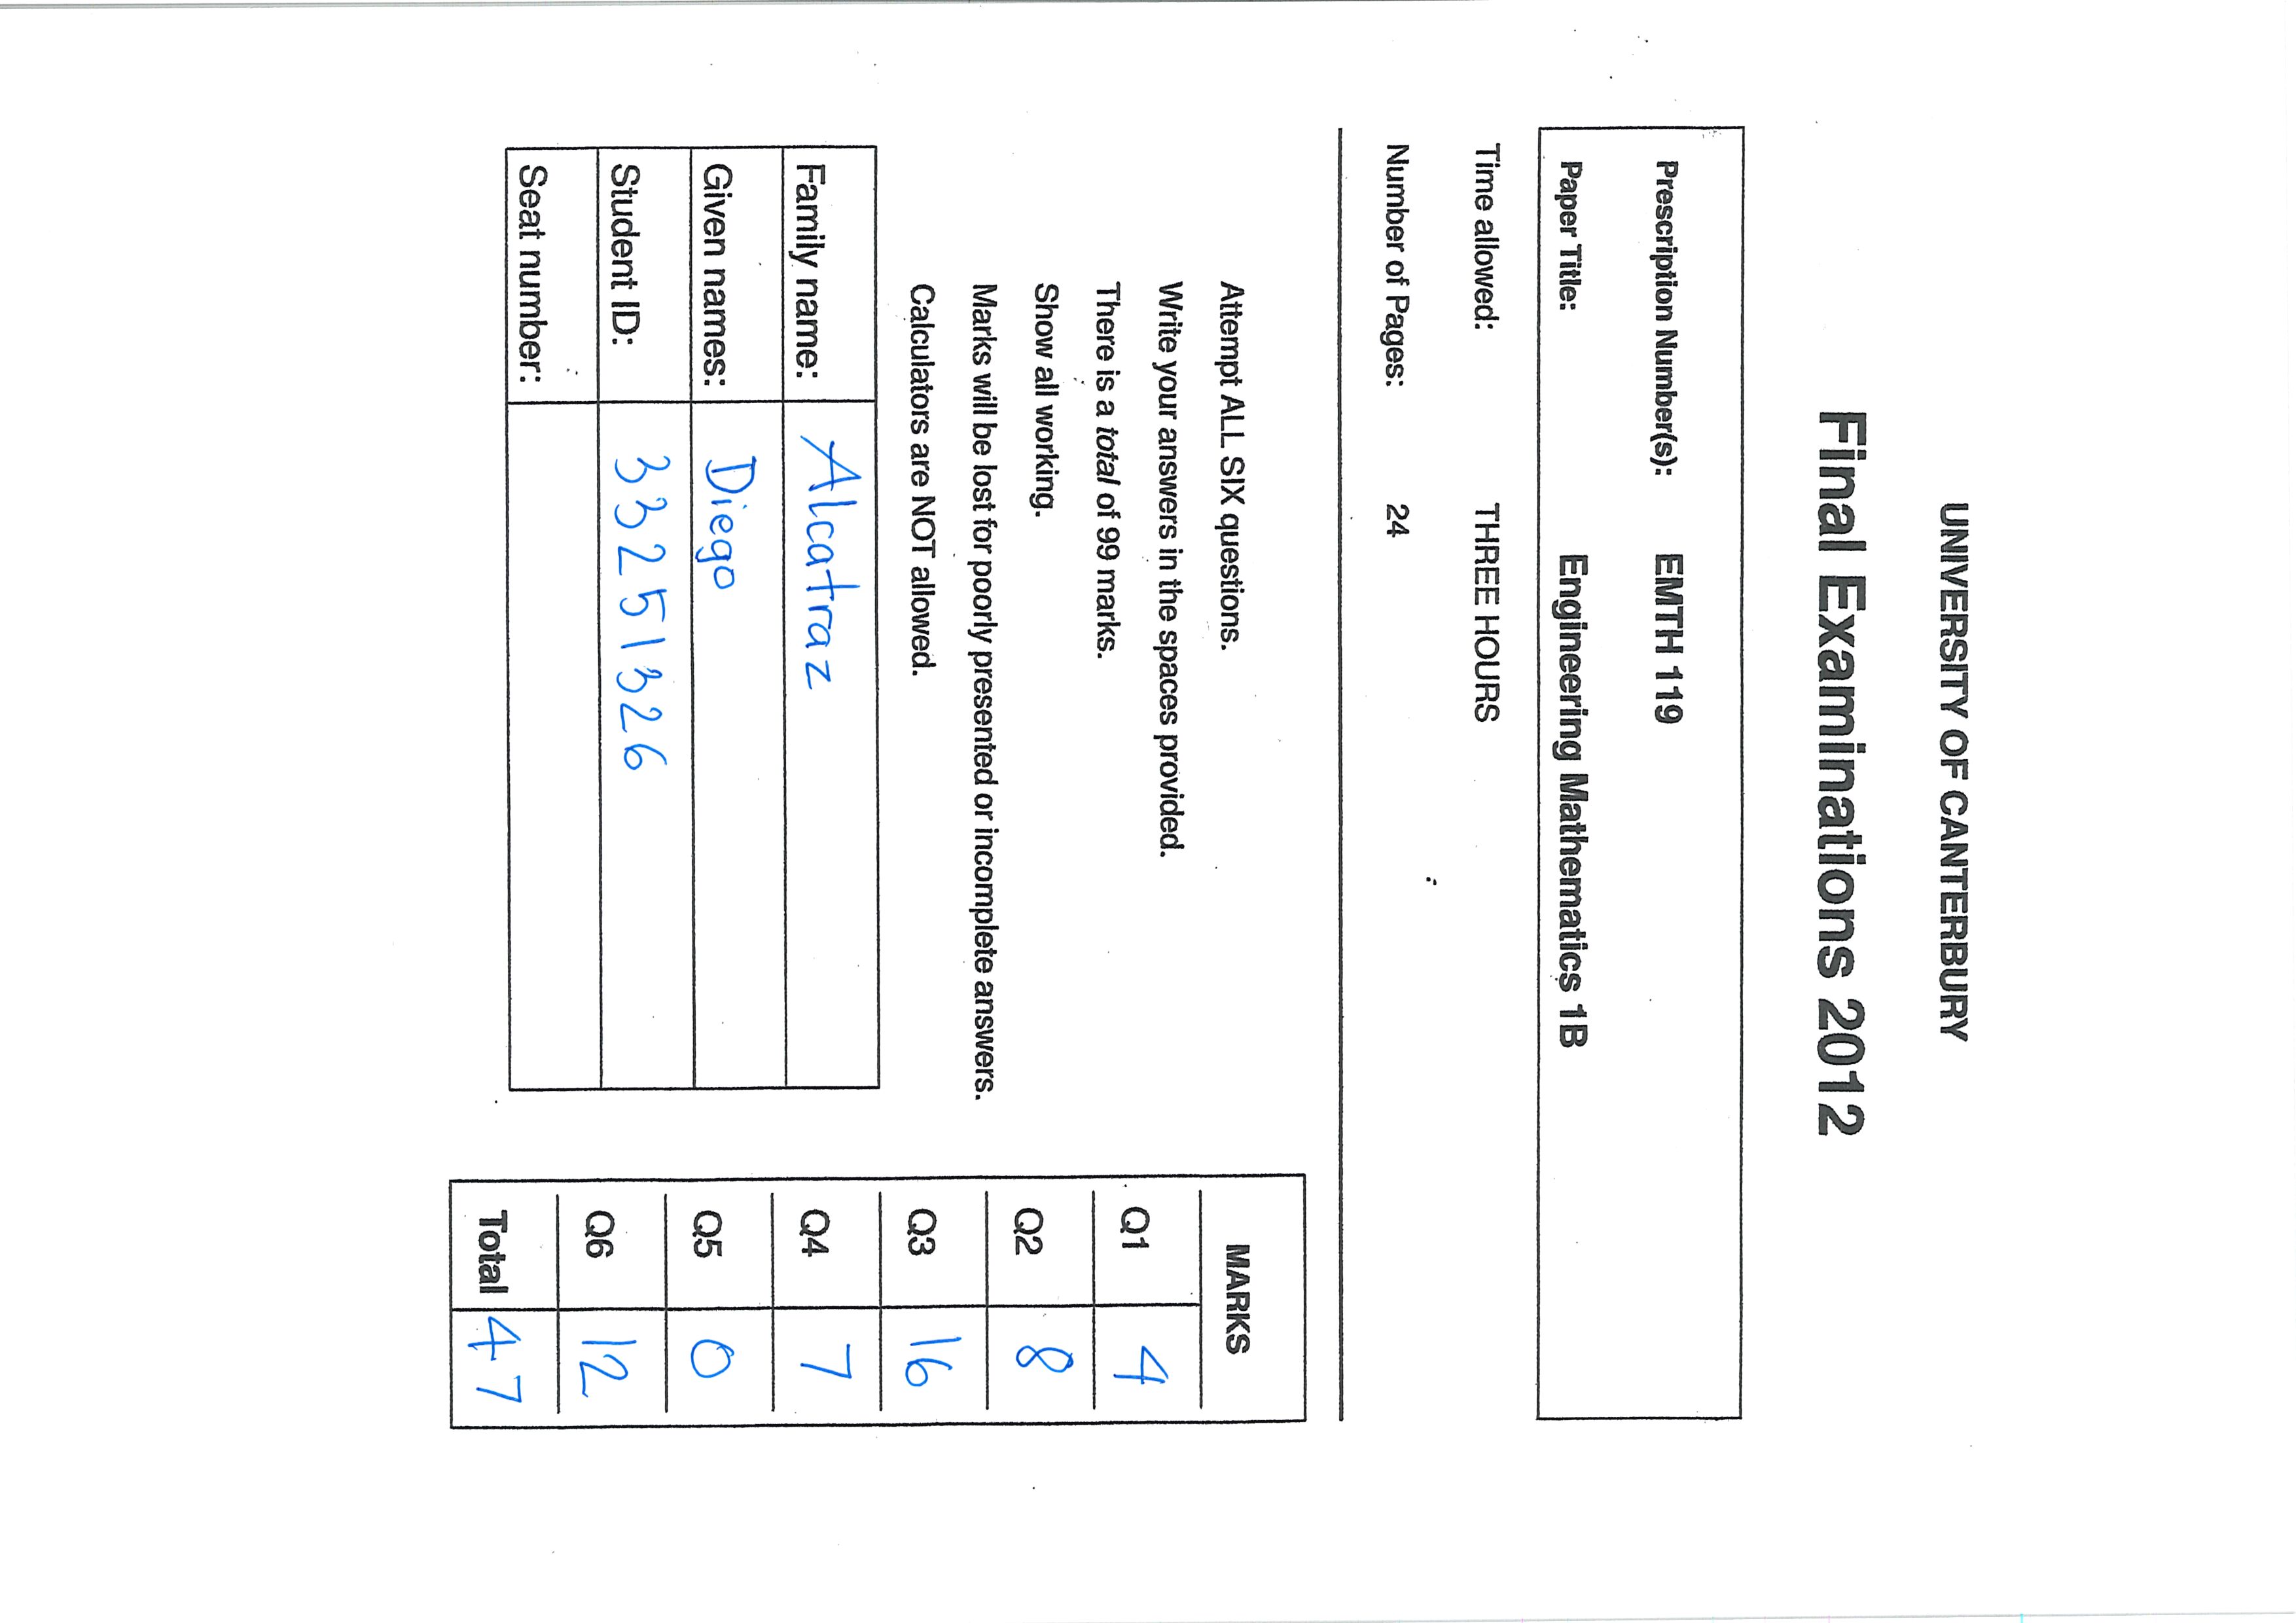 UNIVERSITY OF CANTERBURY
Final Examinations 2012
Prescription Number(s): EMTH 119
Paper Title: Engineering Mathematics 1B
Time allowed: THREE HOURS
Number of Pages: 24
Attempt ALL SIX questions.
Write your answers in the spaces provided.
There is a total of 99 marks.
Show all working.
Marks will be lost for poorly presented or incomplete answers.
Calculators are NOT allowed.
MARKS
Q1 4
Q2 8
Q3 16
Q4 7
Q5 0
Q6 12
Total 47
Family name: Alcatraz
Given names: Diego
Student ID: 33251326
Seat number: